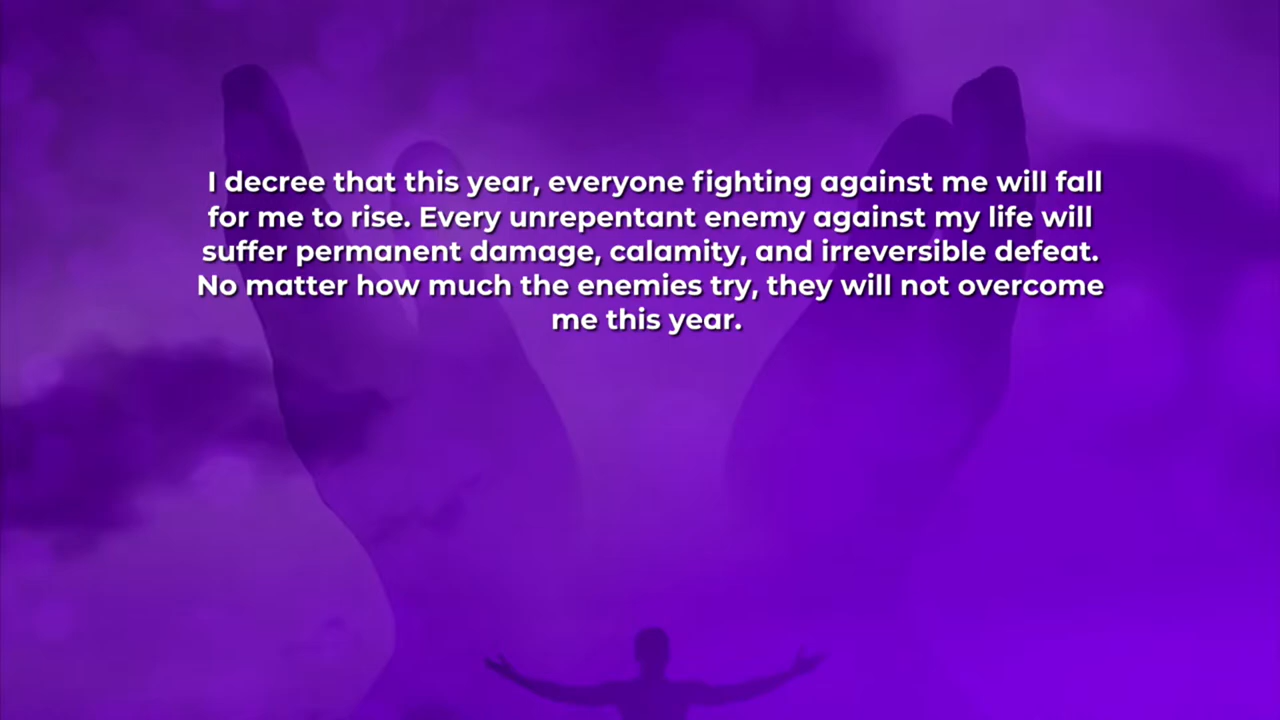 I decree that this year, everyone fighting against me will fall
for me to rise. Every unrepentant enemy against my life will
suffer permanent damage, calamity, and irreversible defeat.
No matter how much the enemies try, they will not overcome
me this year.